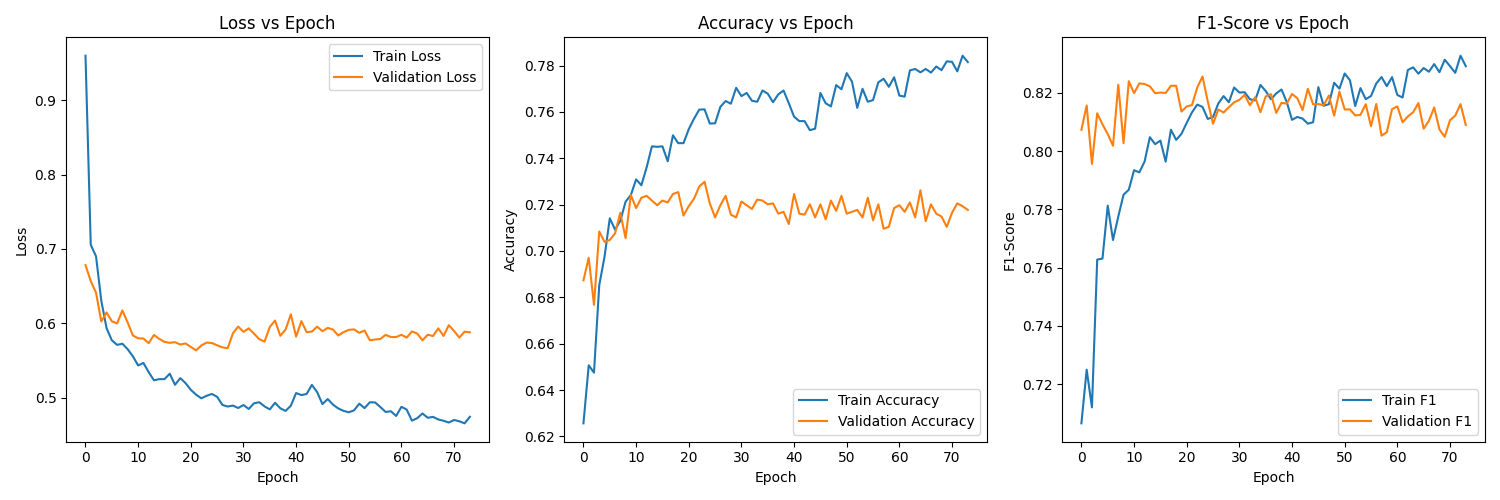 Loss vs Epoch
Train Loss
Validation Loss
0.9
0.8
0.7
0.6
0.5
Loss
0 10 20 30 40 50 60 70
Epoch
Accuracy vs Epoch
0.78
0.76
0.74
0.72
0.70
0.68
0.66
0.64
0.62
Accuracy
Train Accuracy
Validation Accuracy
0 10 20 30 40 50 60 70
Epoch
F1-Score vs Epoch
0.82
0.80
0.78
0.76
0.74
0.72
F1-Score
Train F1
Validation F1
0 10 20 30 40 50 60 70
Epoch